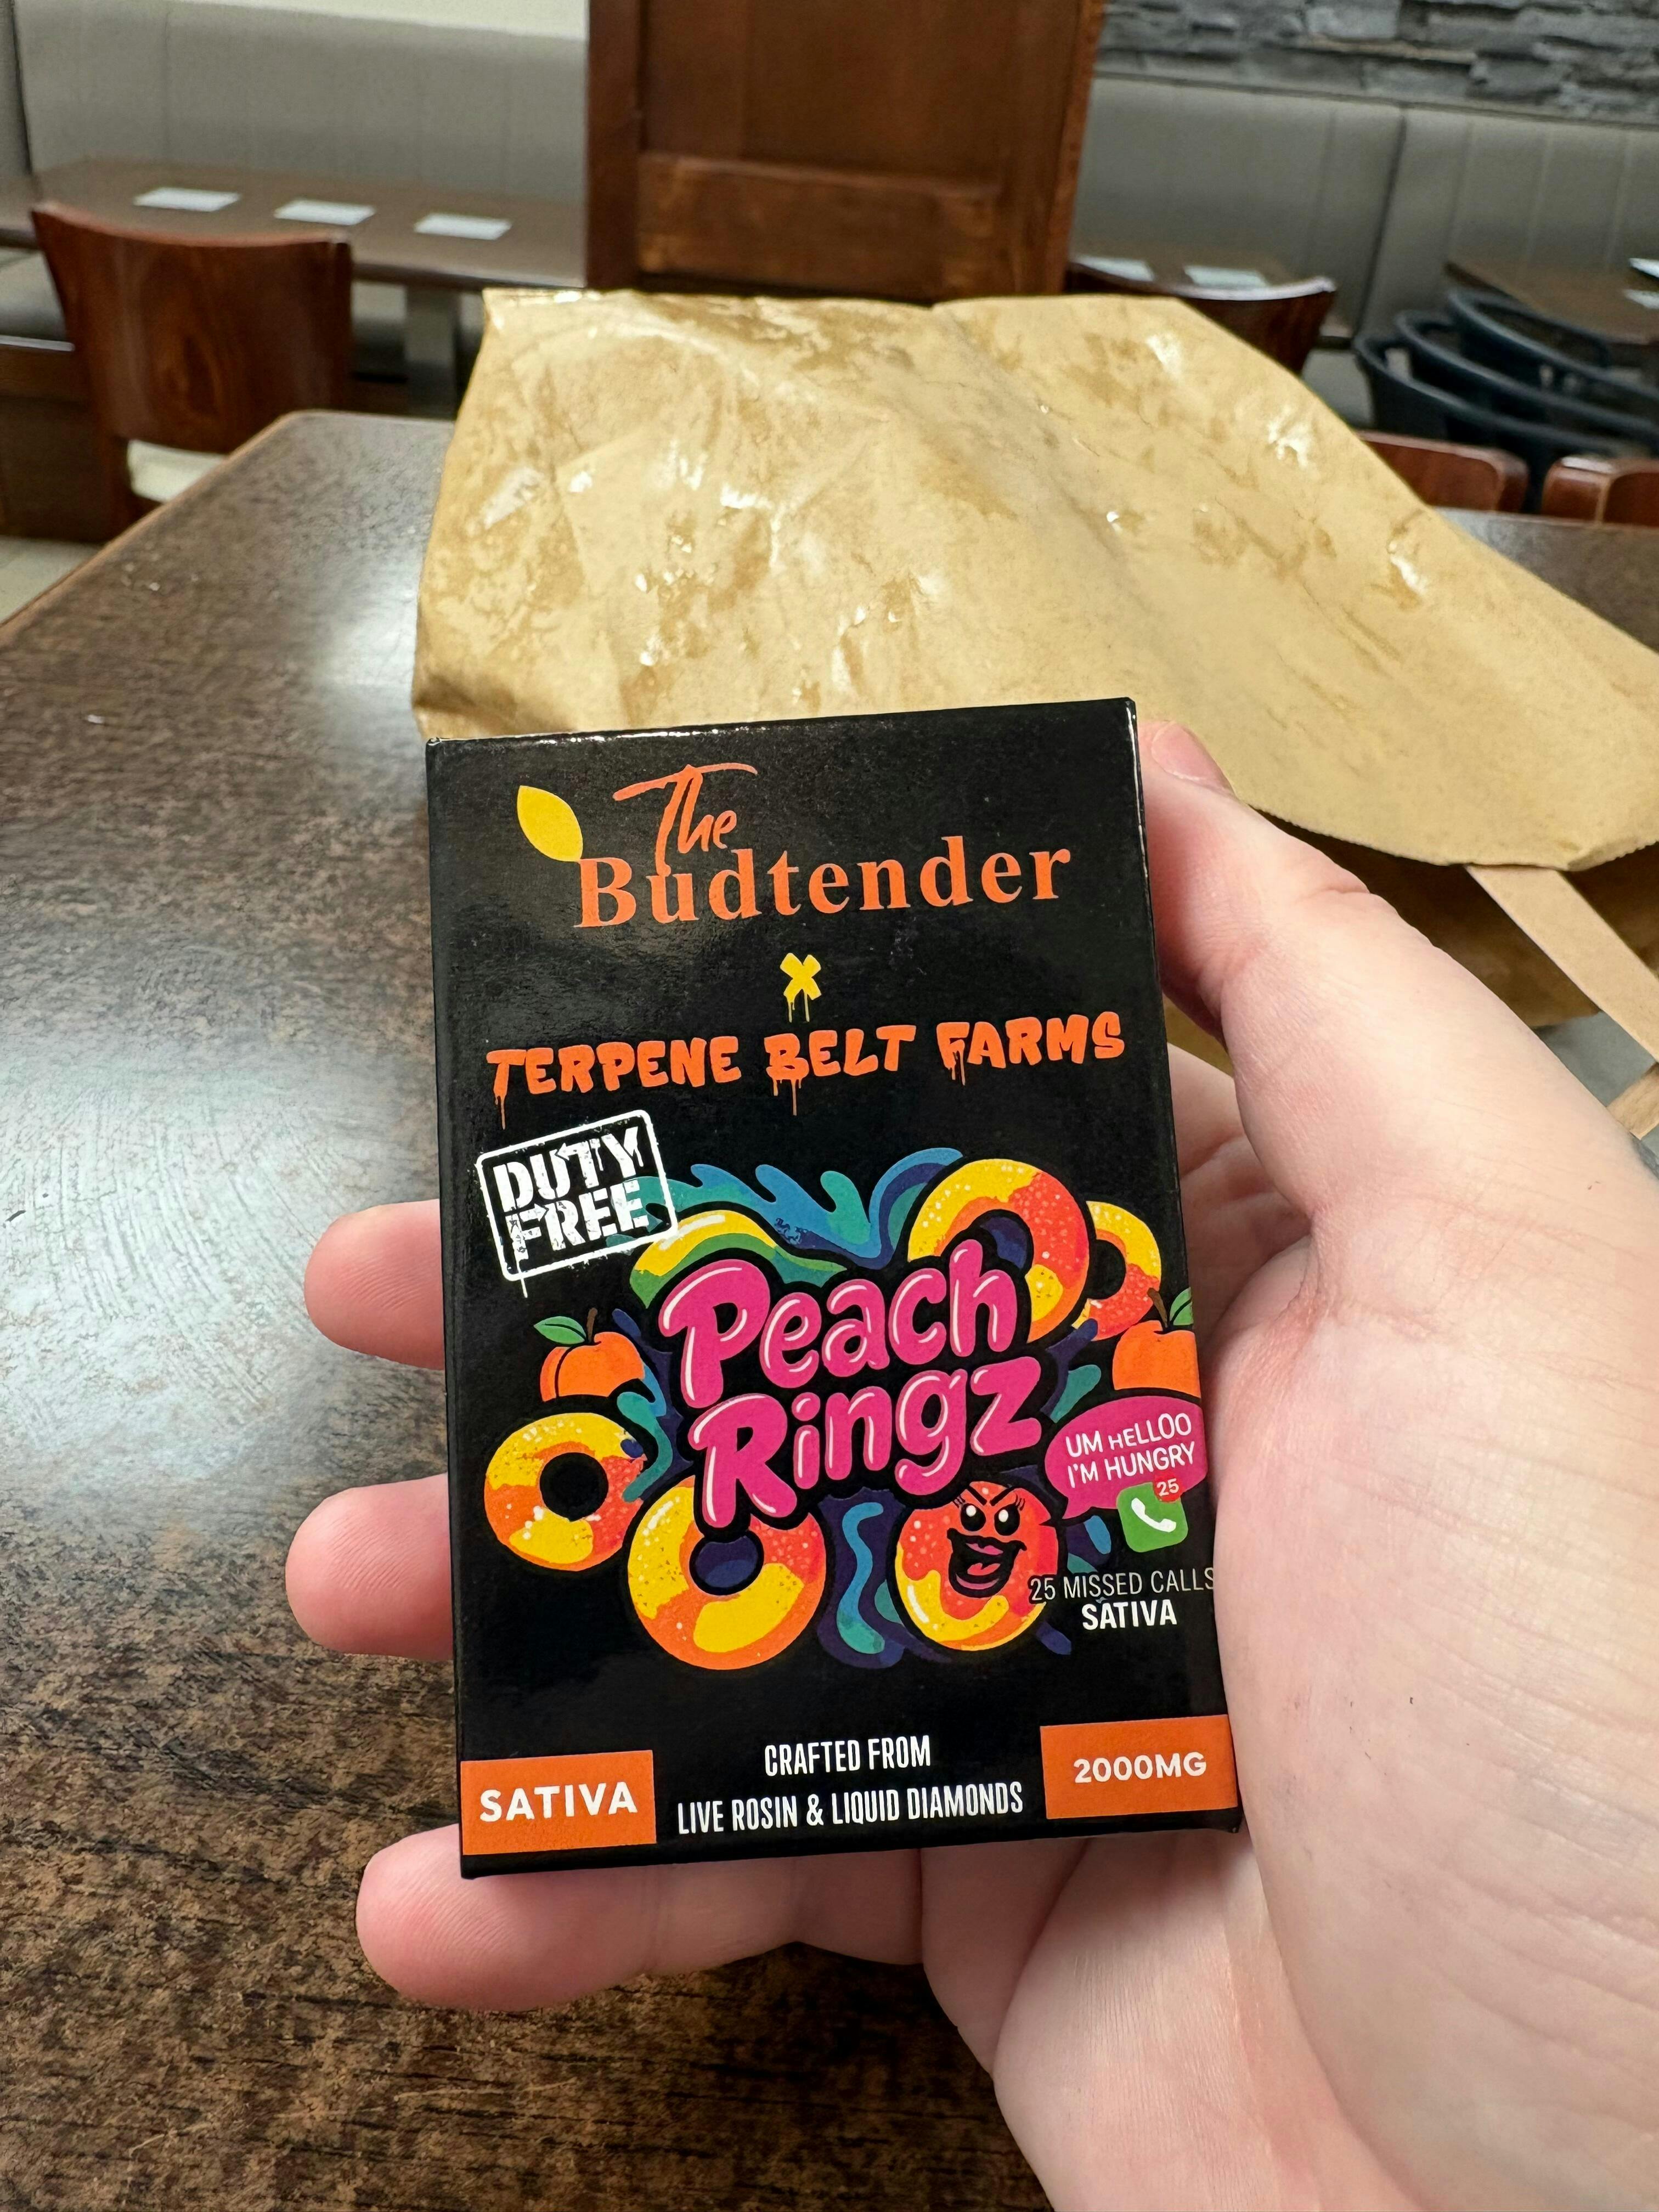 The
Budtender
X
TERPENE BELT FARMS
DUTY
FREE
Peach
Ringz
UM HELLOO
I'M HUNGRY
25
25 MISSED CALLS
SATIVA
SATIVA
CRAFTED FROM
LIVE ROSIN & LIQUID DIAMONDS
2000MG